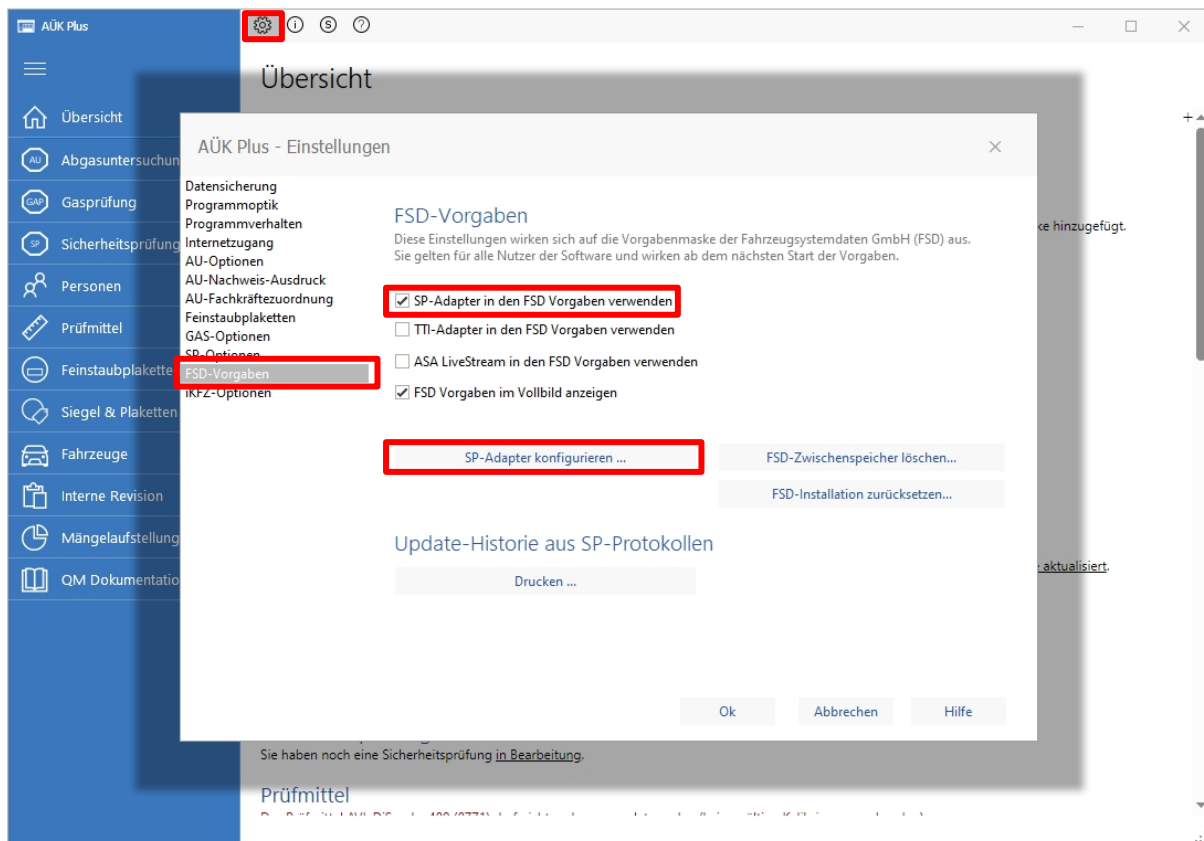 AÜK Plus
Übersicht
Übersicht
Abgasuntersuchun
Gasprüfung
Sicherheitsprüfung
Personen
Prüfmittel
Feinstaubplakette
Siegel & Plaketten
Fahrzeuge
Interne Revision
Mängelaufstellung
QM Dokumentatio
AÜK Plus - Einstellungen
Datensicherung
Programmoptik
Programmverhalten
Internetzugang
AU-Optionen
AU-Nachweis-Ausdruck
AU-Fachkräftezuordnung
Feinstaubplaketten
GAS-Optionen
SP-Optionen
FSD-Vorgaben
iKFZ-Optionen
FSD-Vorgaben
Diese Einstellungen wirken sich auf die Vorgabenmaske der Fahrzeugsystemdaten GmbH (FSD) aus.
Sie gelten für alle Nutzer der Software und wirken ab dem nächsten Start der Vorgaben.
SP-Adapter in den FSD Vorgaben verwenden
TTI-Adapter in den FSD Vorgaben verwenden
ASA LiveStream in den FSD Vorgaben verwenden
FSD Vorgaben im Vollbild anzeigen
SP-Adapter konfigurieren ...
FSD-Zwischenspeicher löschen...
FSD-Installation zurücksetzen...
Update-Historie aus SP-Protokollen
Drucken ...
Ok Abbrechen Hilfe
ke hinzugefügt.
aktualisiert.
Sie haben noch eine Sicherheitsprüfung in Bearbeitung.
Prüfmittel